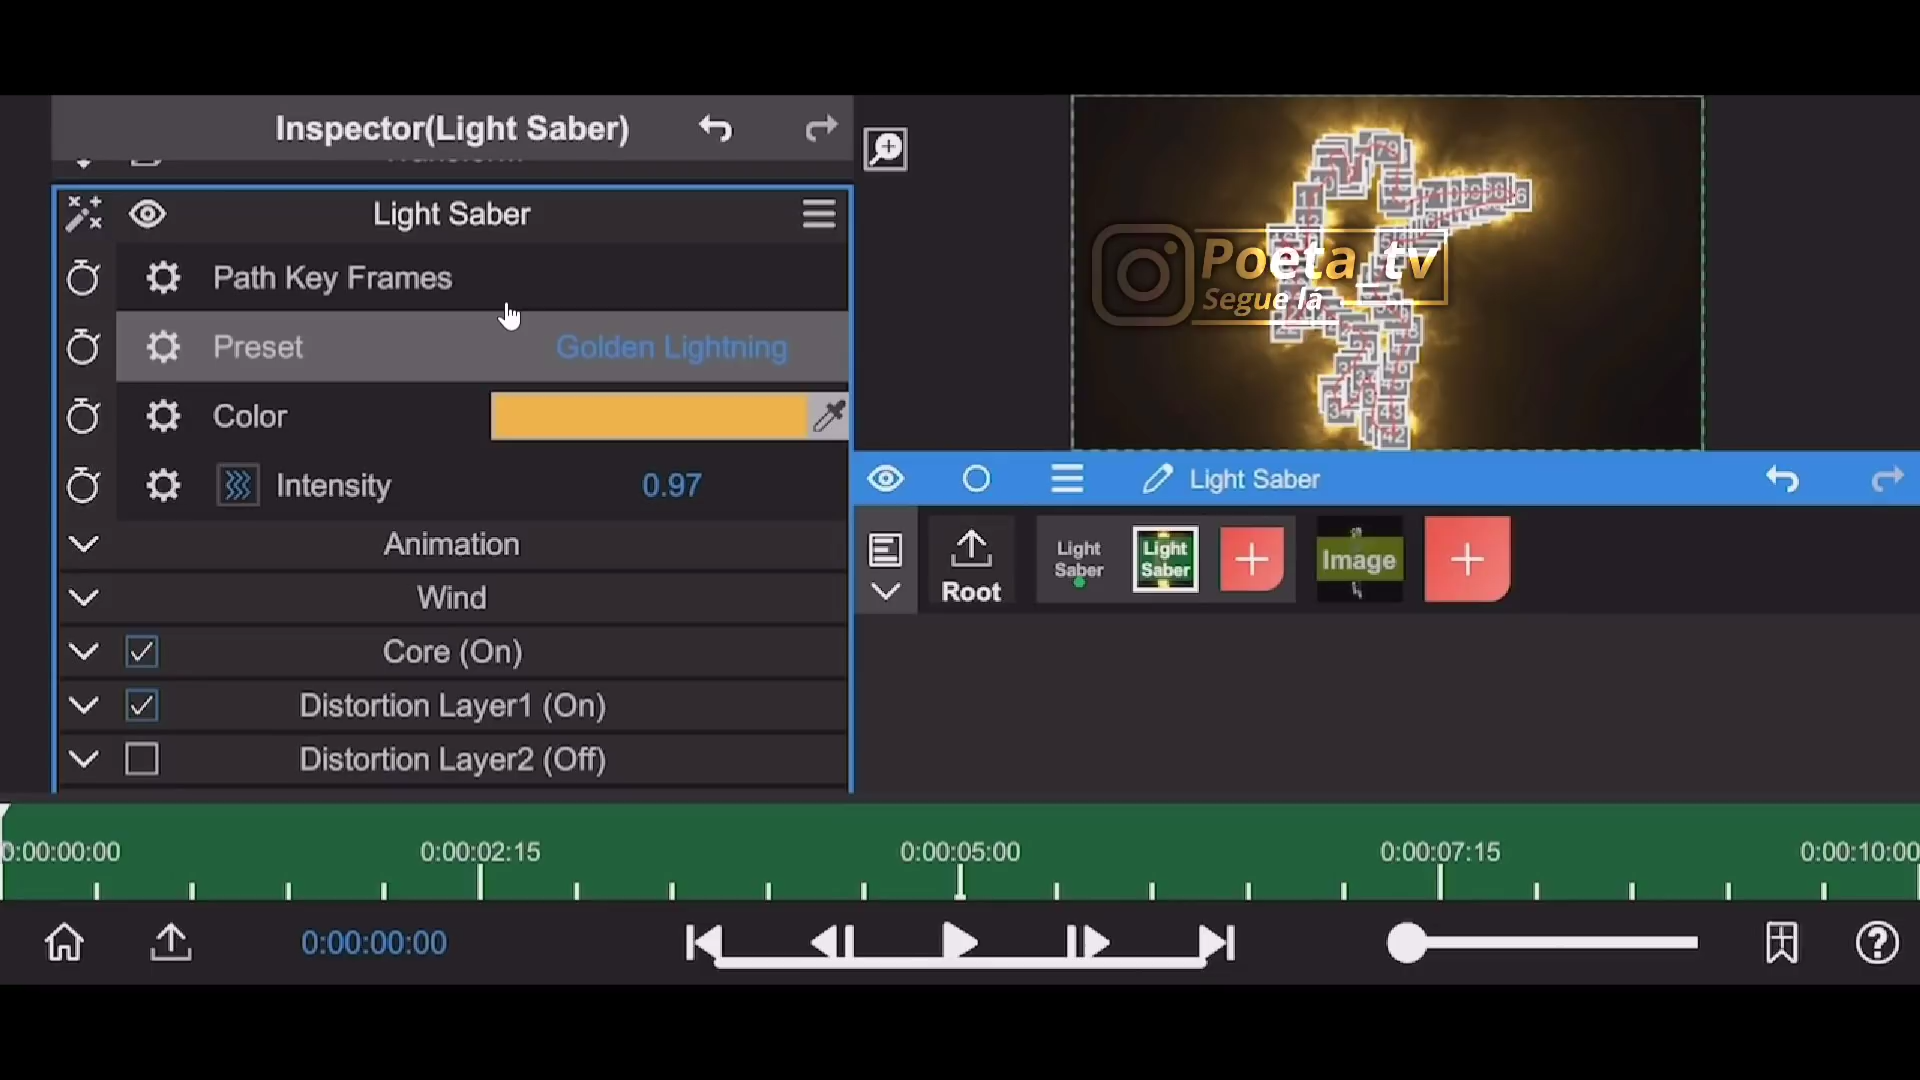 Inspector(Light Saber)
Light Saber
Path Key Frames
Preset
Golden Lightning
Color
Intensity
0.97
Animation
Wind
Core (On)
Distortion Layer1 (On)
Distortion Layer2 (Off)
Poeta tv
Segue lá
Light Saber
Root
Light
Saber
Light
Saber
Image
0:00:00:00
0:00:02:15
0:00:05:00
0:00:07:15
0:00:10:00
0:00:00:00